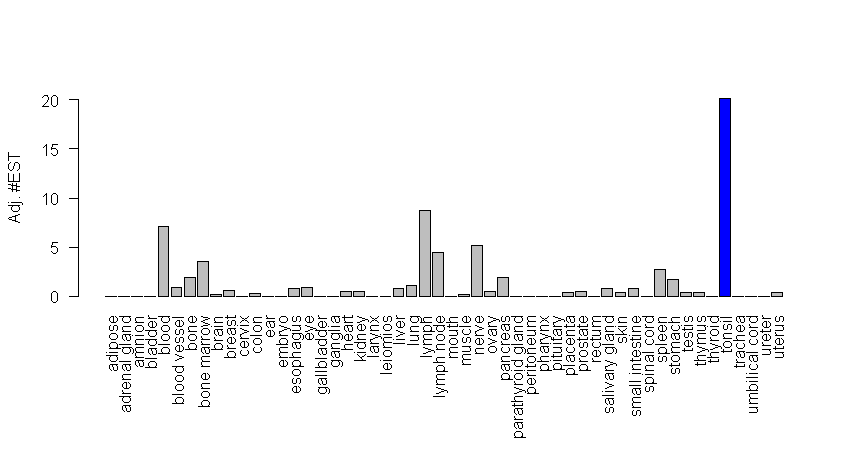 Adj. #EST
20
15
10
5
0
adipose
adrenal gland
amnion
bladder
blood
blood vessel
bone
bone marrow
brain
breast
cervix
colon
ear
embryo
esophagus
eye
gallbladder
ganglia
heart
kidney
larynx
leiomios
liver
lung
lymph
lymph node
mouth
muscle
nerve
ovary
pancreas
parathyroid gland
peritoneum
pharynx
pituitary
placenta
prostate
rectum
salivary gland
skin
small intestine
spinal cord
spleen
stomach
testis
thymus
thyroid
tonsil
trachea
umbilical cord
ureter
uterus